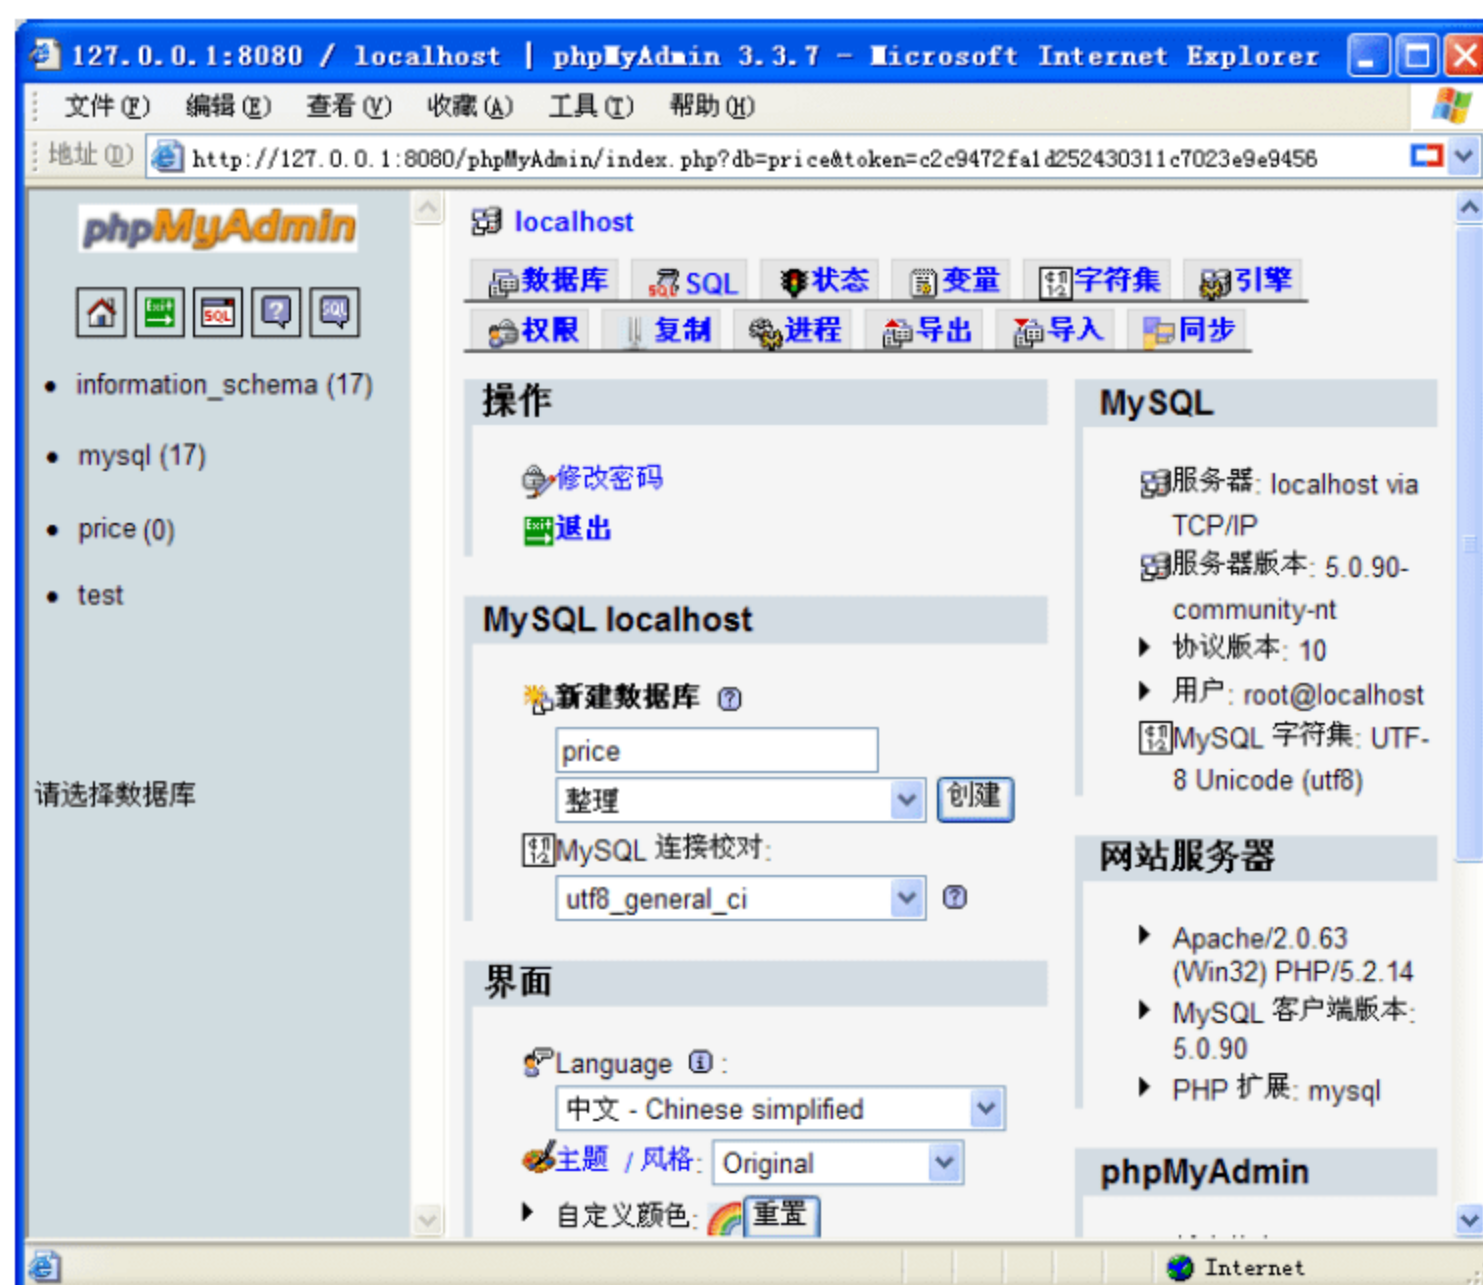 127.0.0.1:8080 / localhost | phpMyAdmin 3.3.7 - Microsoft Internet Explorer
文件(F) 编辑(E) 查看(V) 收藏(A) 工具(T) 帮助(H)
地址(D) http://127.0.0.1:8080/phpMyAdmin/index.php?db=price&token=c2c9472fa1d252430311c7023e9e9456
phpMyAdmin
Exit SQL ? SQL
information_schema (17)
mysql (17)
price (0)
test
请选择数据库
localhost
数据库 SQL 状态 变量 字符集 引擎
权限 复制 进程 导出 导入 同步
操作
修改密码
退出
MySQL localhost
新建数据库
price
整理 创建
MySQL 连接校对:
utf8_general_ci
界面
Language :
中文 - Chinese simplified
主题 / 风格: Original
自定义颜色: 重置
MySQL
服务器: localhost via
TCP/IP
服务器版本: 5.0.90-
community-nt
协议版本: 10
用户: root@localhost
MySQL 字符集: UTF-
8 Unicode (utf8)
网站服务器
Apache/2.0.63
(Win32) PHP/5.2.14
MySQL 客户端版本:
5.0.90
PHP 扩展: mysql
phpMyAdmin
Internet